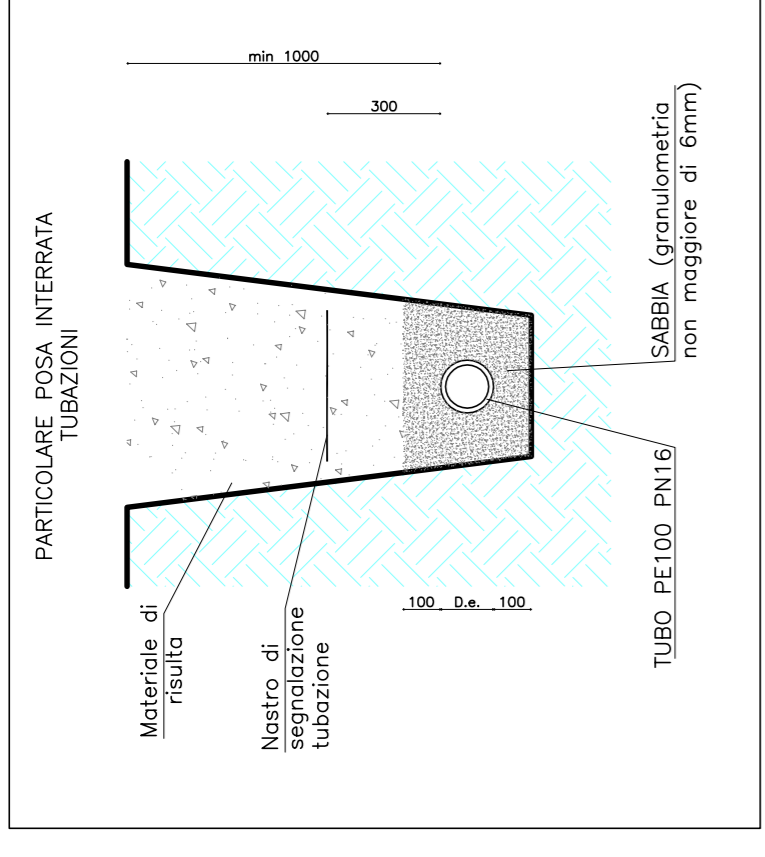 PARTICOLARE POSA INTERRATA
TUBAZIONI
Materiale di
risulta
Nastro di
segnalazione
tubazione
min 1000
300
100
D.e.
100
TUBO PE100 PN16
SABBIA (granulometria
non maggiore di 6mm)